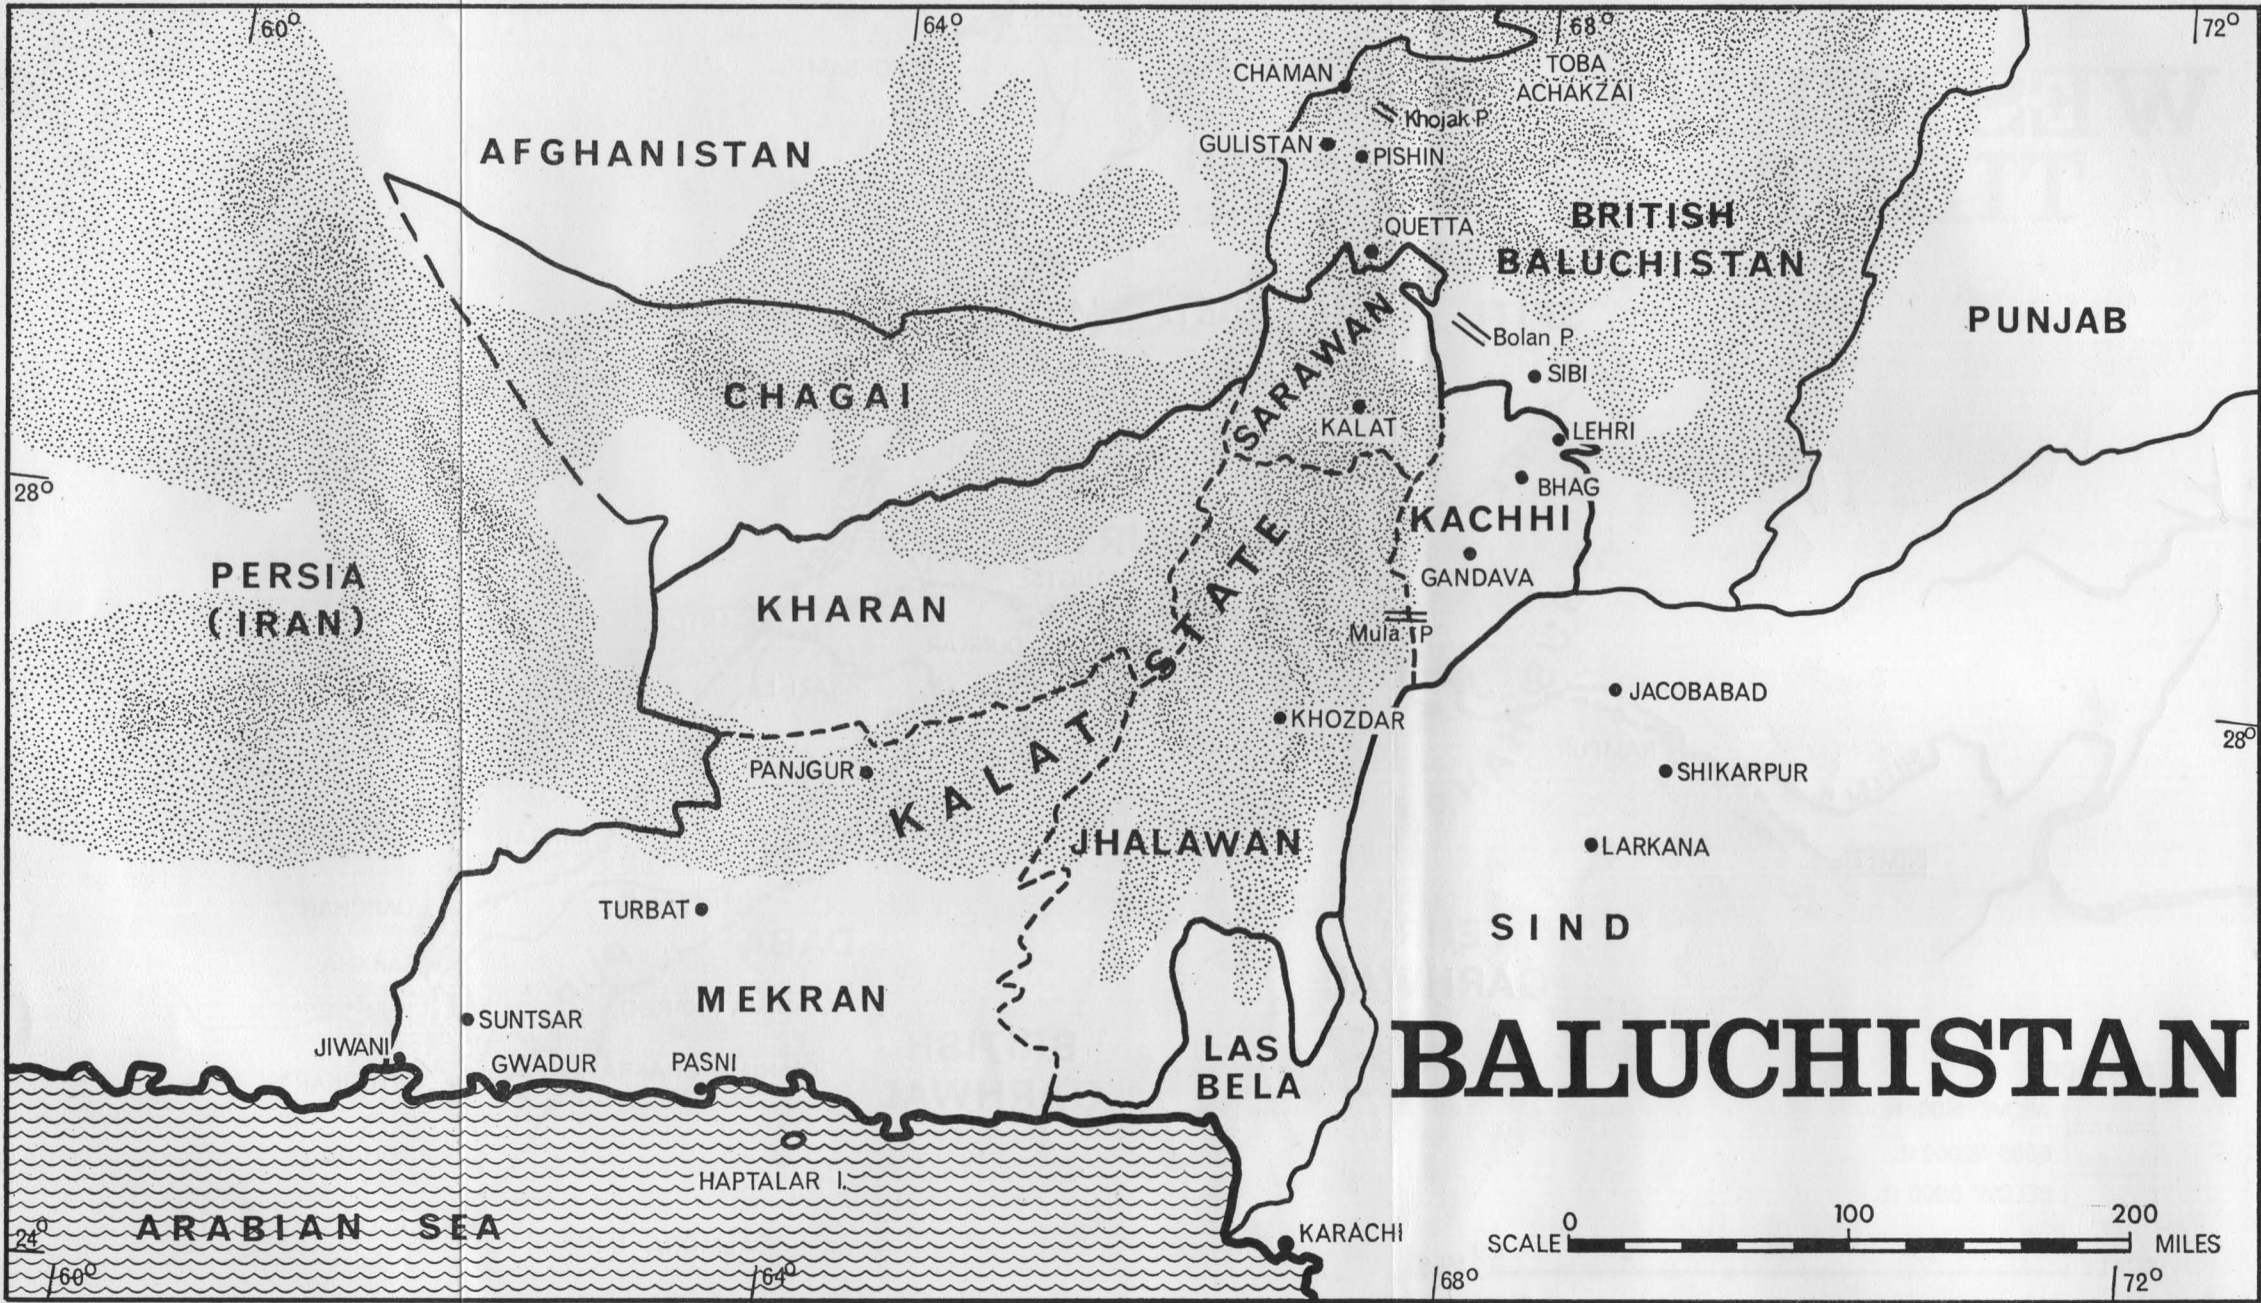 60°
64°
68°
72°
CHAMAN
TOBA
ACHAKZAI
Khojak P
AFGHANISTAN
GULISTAN
PISHIN
QUETTA
BRITISH
BALUCHISTAN
PUNJAB
Bolan P
SIBI
SARAWAN
CHAGAI
KALAT
LEHRI
28°
BHAG
KACHHI
GANDAVA
PERSIA
(IRAN)
KHARAN
Mula P
JACOBABAD
KHOZDAR
28°
PANJGUR
SHIKARPUR
KALAT STATE
JHALAWAN
LARKANA
TURBAT
SIND
MEKRAN
SUNTSAR
JIWANI
GWADUR
PASNI
LAS
BELA
BALUCHISTAN
HAPTALAR I.
ARABIAN SEA
24°
KARACHI
0 100 200
SCALE MILES
60°
64°
68°
72°